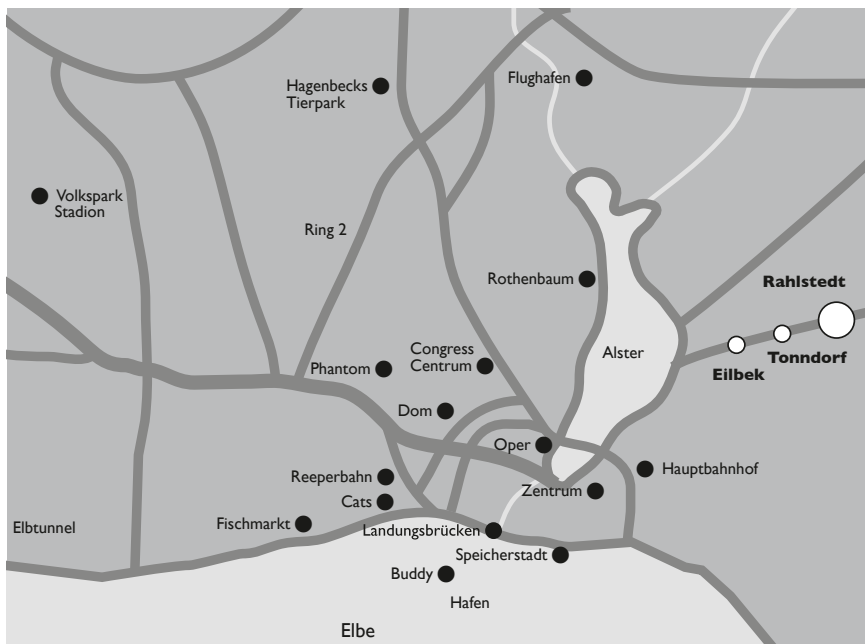 Flughafen
Hagenbecks
Tierpark
Volkspark
Stadion
Ring 2
Rothenbaum
Rahlstedt
Alster
Tonndorf
Eilbek
Congress
Centrum
Phantom
Dom
Oper
Hauptbahnhof
Reeperbahn
Zentrum
Cats
Fischmarkt
Elbtunnel
Landungsbrücken
Speicherstadt
Buddy
Hafen
Elbe